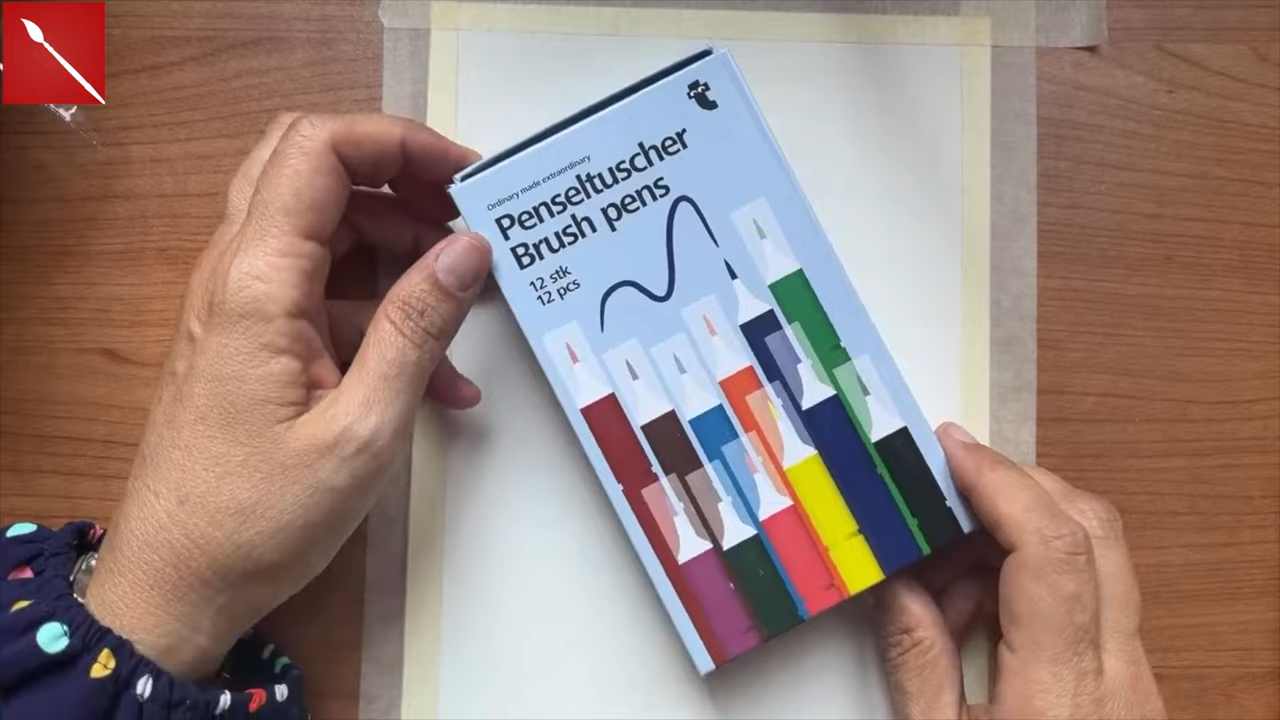 Ordinary made extraordinary
Penseltuscher
Brush pens
12 stk
12 pcs